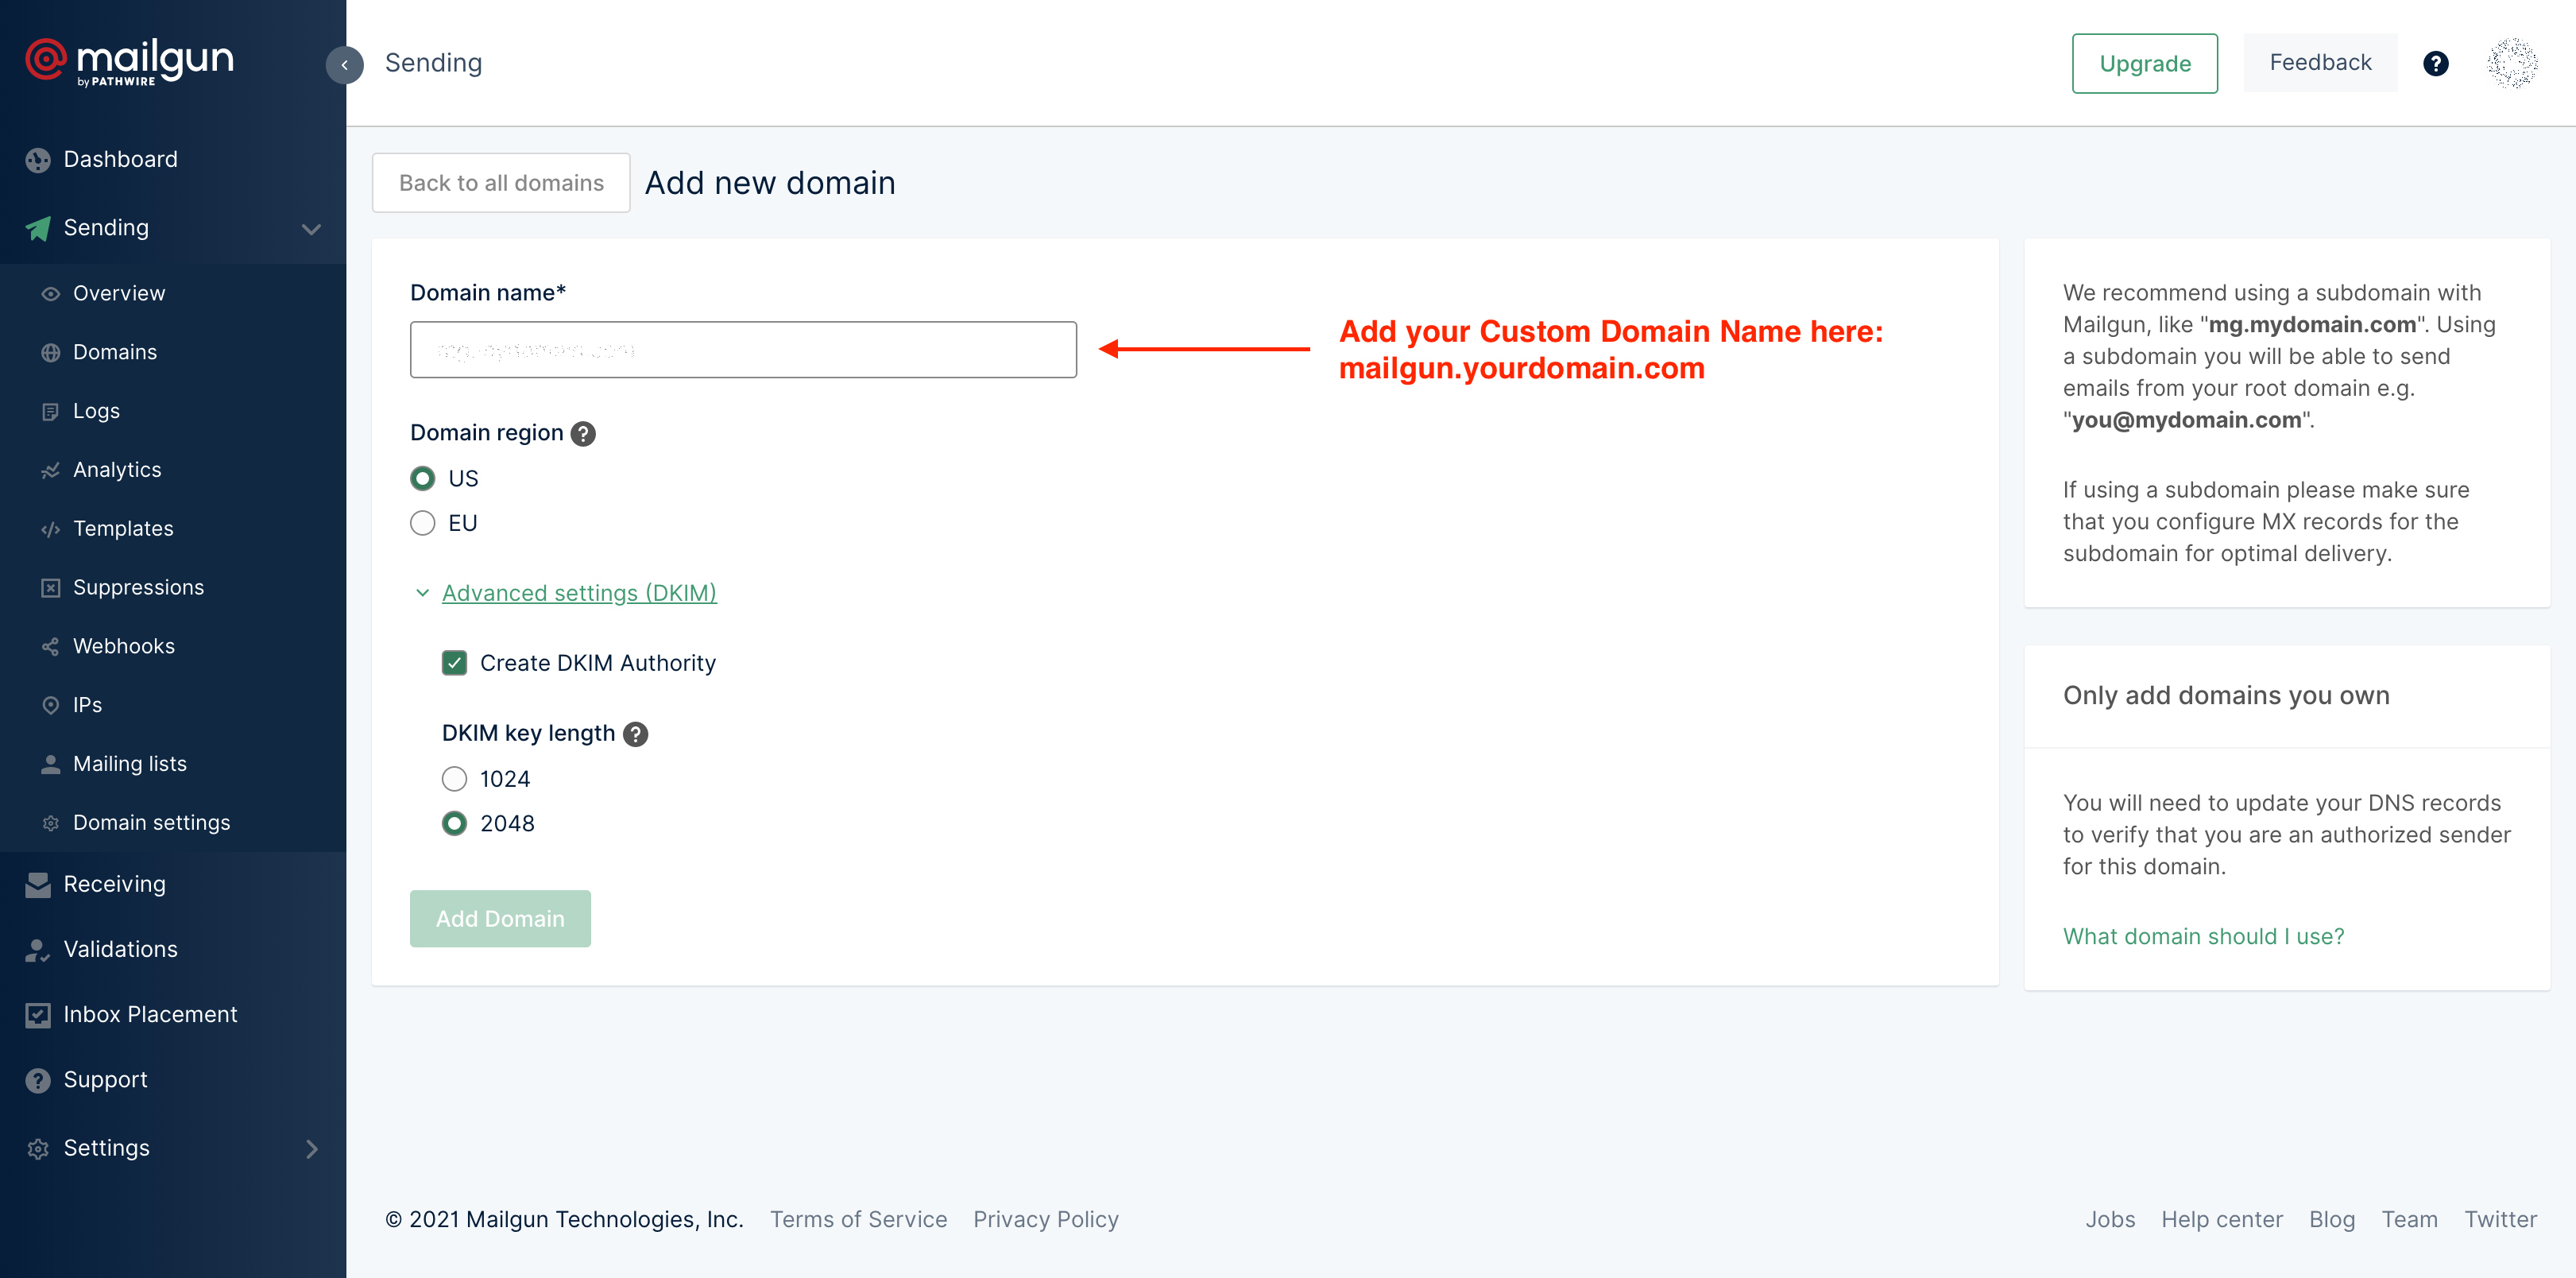 mailgun
by PATHWIRE
Sending
Upgrade
Feedback
Dashboard
Sending
Overview
Domains
Logs
Analytics
Templates
Suppressions
Webhooks
IPs
Mailing lists
Domain settings
Receiving
Validations
Inbox Placement
Support
Settings
Back to all domains
Add new domain
Domain name*
Add your Custom Domain Name here:
mailgun.yourdomain.com
Domain region ?
US
EU
Advanced settings (DKIM)
Create DKIM Authority
DKIM key length ?
1024
2048
Add Domain
We recommend using a subdomain with
Mailgun, like "mg.mydomain.com". Using
a subdomain you will be able to send
emails from your root domain e.g.
"you@mydomain.com".
If using a subdomain please make sure
that you configure MX records for the
subdomain for optimal delivery.
Only add domains you own
You will need to update your DNS records
to verify that you are an authorized sender
for this domain.
What domain should I use?
© 2021 Mailgun Technologies, Inc. Terms of Service Privacy Policy
Jobs Help center Blog Team Twitter